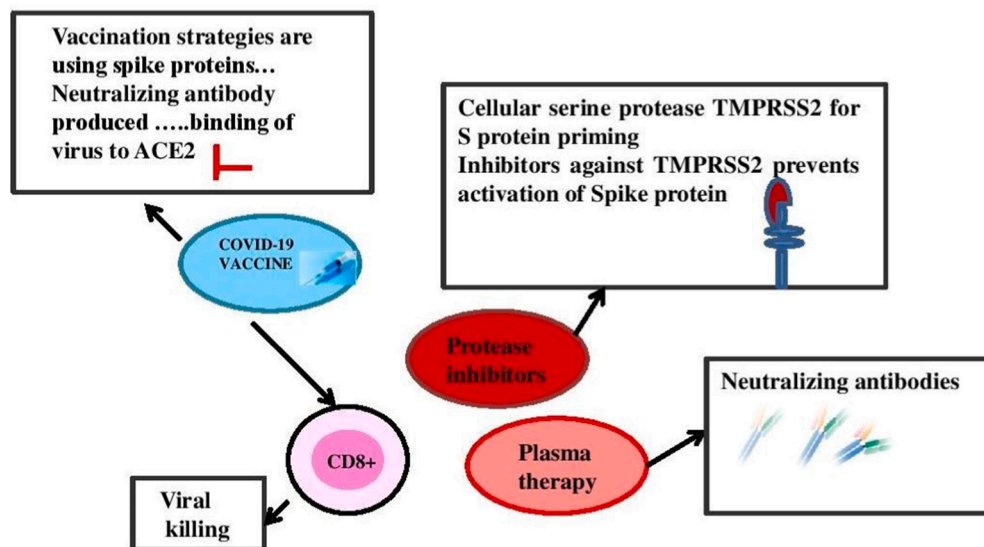 Vaccination strategies are
using spike proteins…
Neutralizing antibody
produced …..binding of
virus to ACE2
Cellular serine protease TMPRSS2 for
S protein priming
Inhibitors against TMPRSS2 prevents
activation of Spike protein
COVID-19
VACCINE
Protease
inhibitors
Neutralizing antibodies
CD8+
Plasma
therapy
Viral
killing